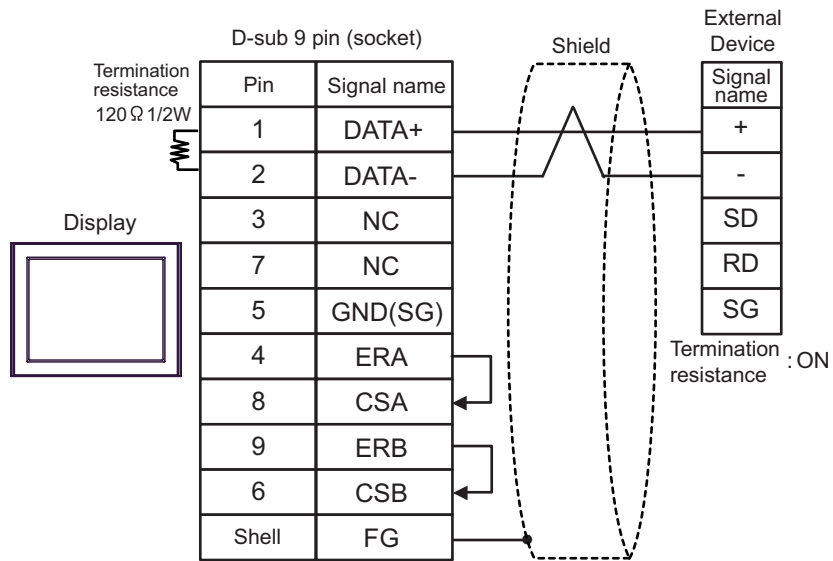 External
Device
D-sub 9 pin (socket)
Shield
Termination
resistance
120Ω 1/2W
Pin Signal name
Signal
name
1 DATA+ +
2 DATA- -
Display
3 NC SD
7 NC RD
5 GND(SG) SG
4 ERA
Termination
resistance : ON
8 CSA
9 ERB
6 CSB
Shell FG